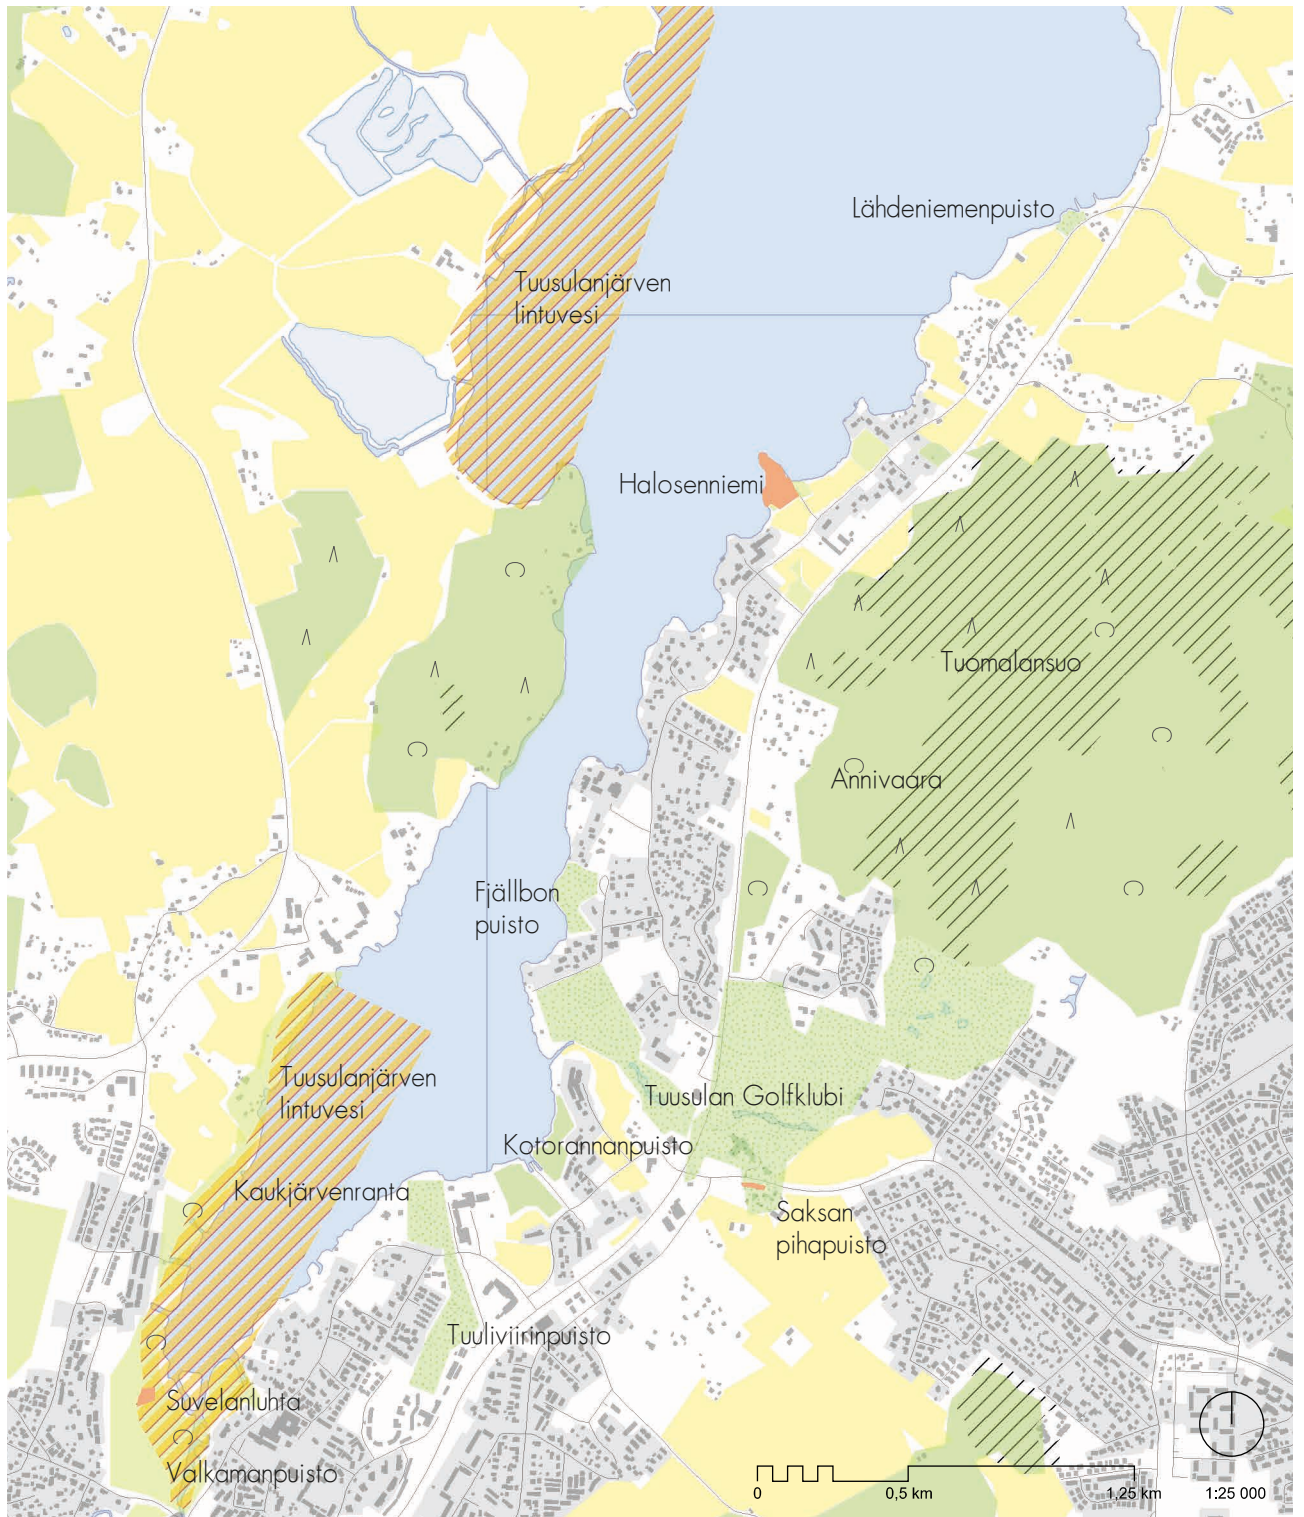 Lähdeniemenpuisto
Tuusulanjärven
lintuvesi
Halosenniemi
Tuomalansuo
Annivaara
Fjällbon
puisto
Tuusulanjärven
lintuvesi
Tuusulan Golfklubi
Kotorannanpuisto
Kaukjärvenranta
Saksan
pihapuisto
Tuuliviirinpuisto
Suvelanluhta
Valkamanpuisto
0 0,5 km 1,25 km 1:25 000